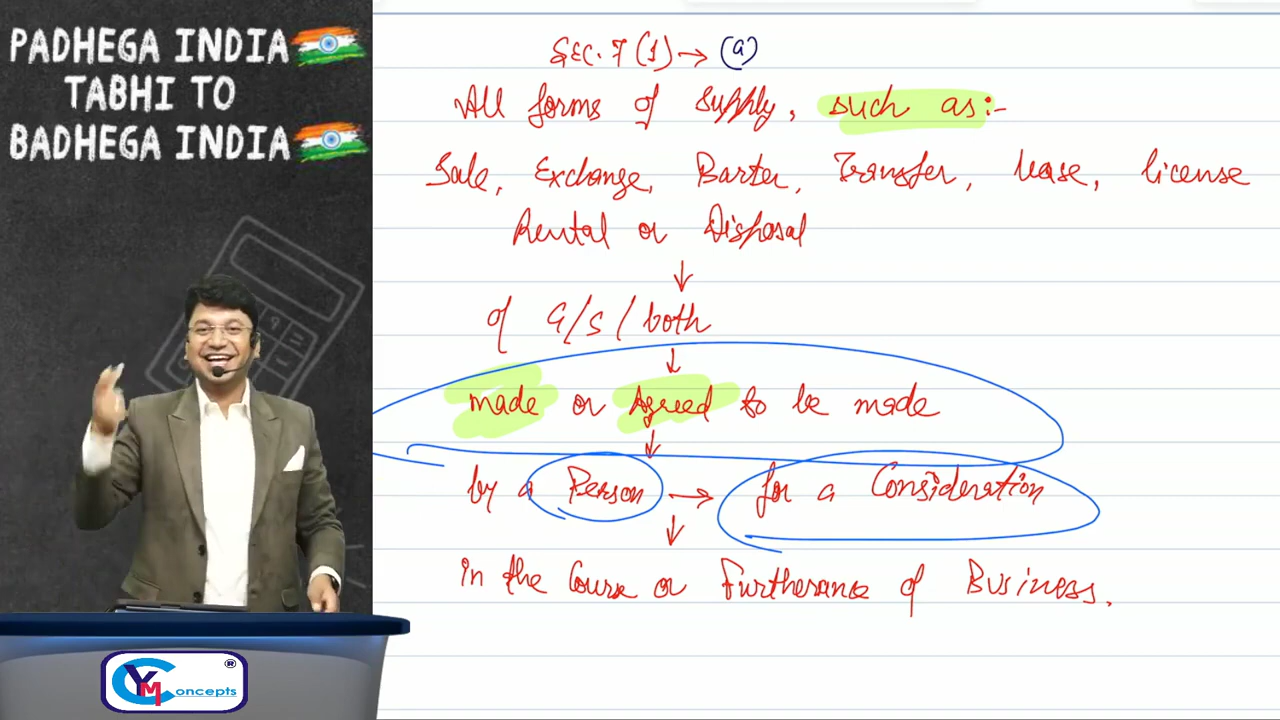 PADHEGA INDIA
TABHI TO
BADHEGA INDIA
Sec. 7 (1) → (a)
All forms of supply, such as:-
Sale, Exchange, Barter, Transfer, lease, license
Rental or Disposal
↓
of G/S/both
↓
made or Agreed to be made
↓
by a Person → for a Consideration
↓
in the Course or Furtherance of Business.
YM Concepts ®